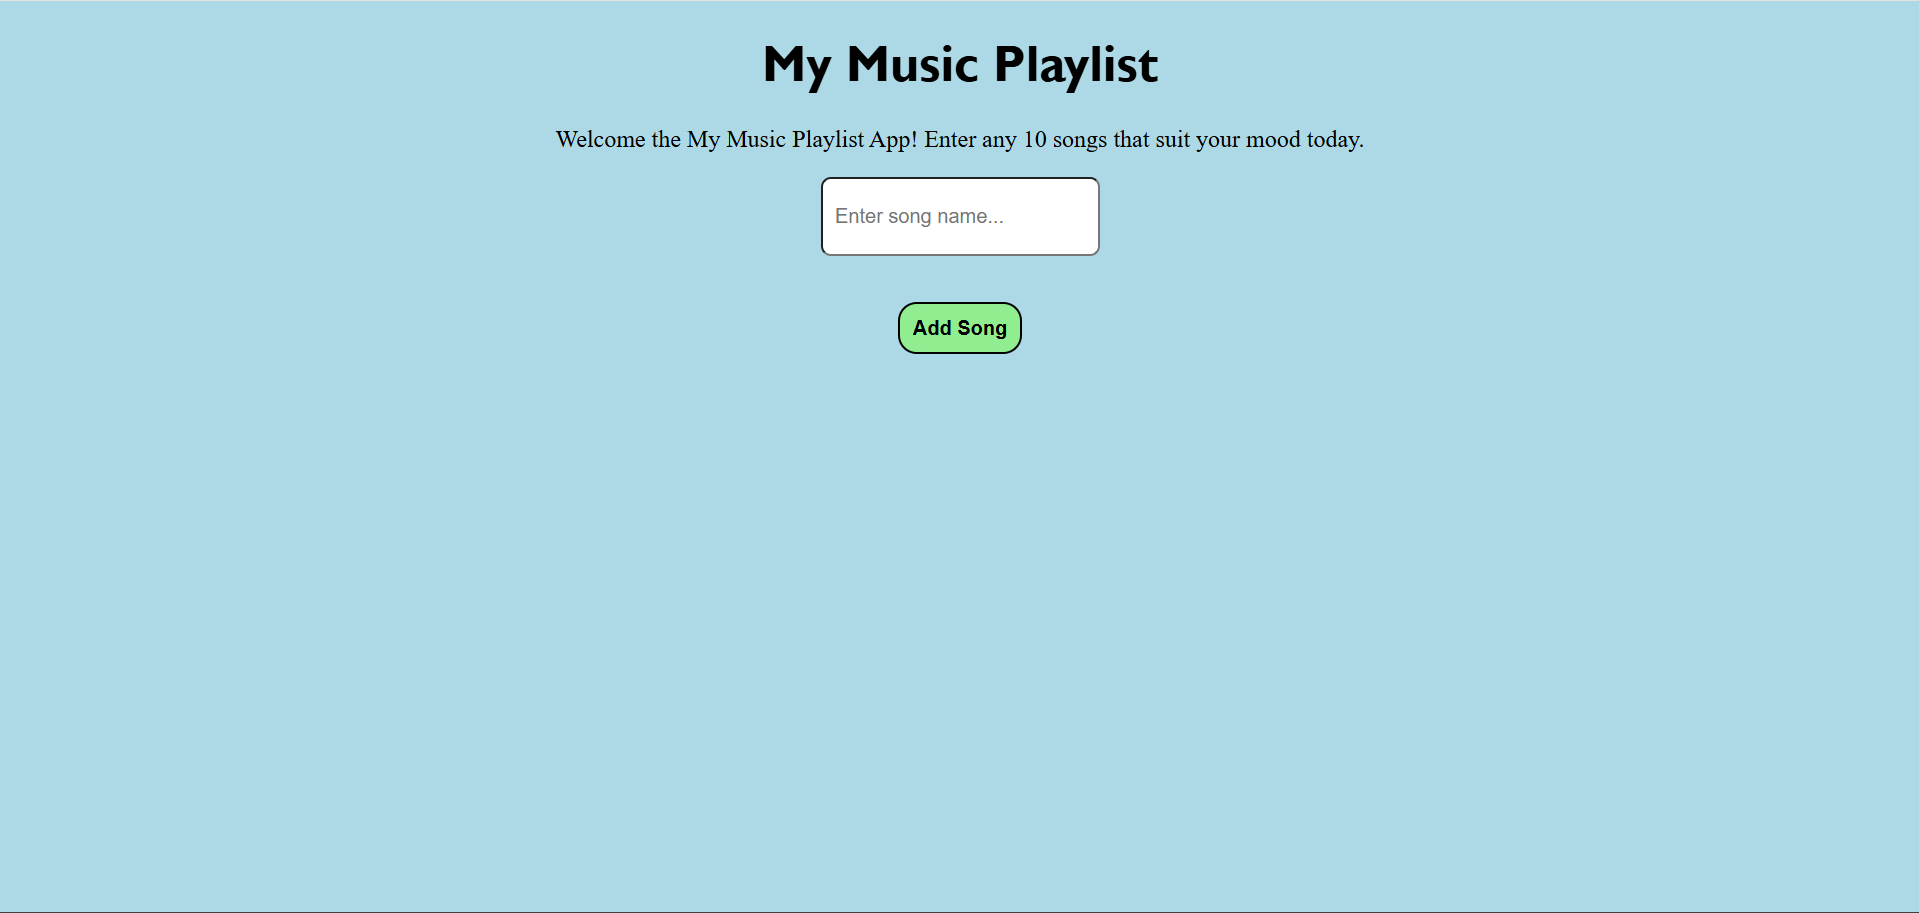 My Music Playlist
Welcome the My Music Playlist App! Enter any 10 songs that suit your mood today.
Enter song name...
Add Song